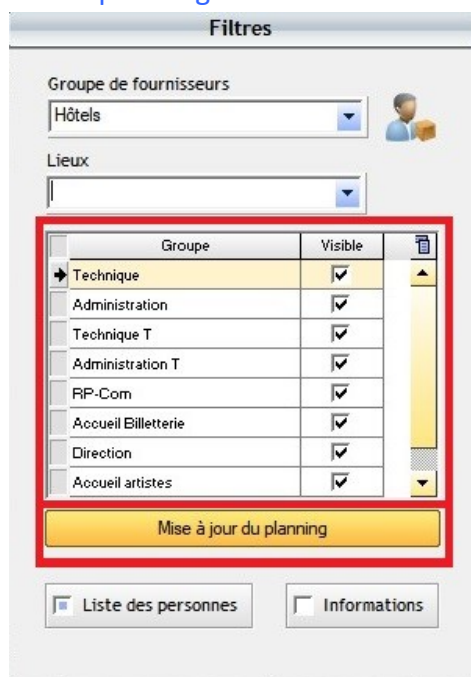 Filtres
Groupe de fournisseurs
Hôtels
Lieux
Groupe Visible
Technique
Administration
Technique T
Administration T
RP-Com
Accueil Billetterie
Direction
Accueil artistes
Mise à jour du planning
Liste des personnes Informations